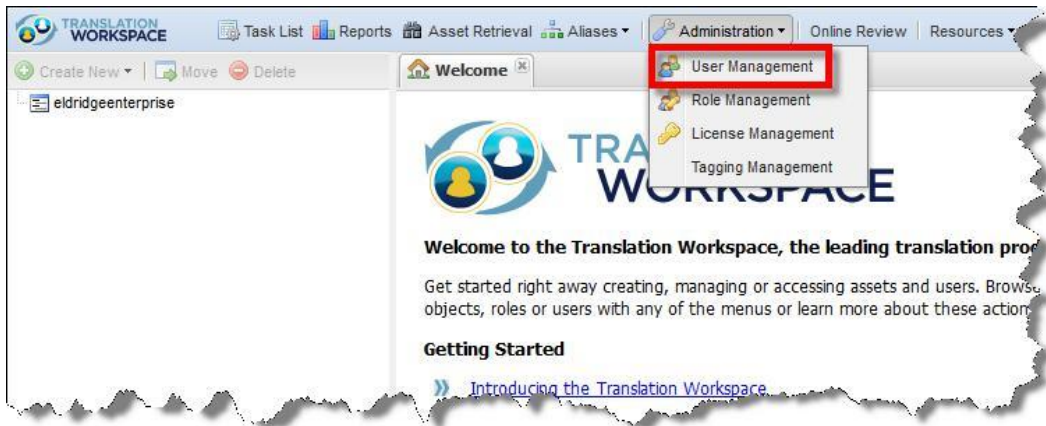 TRANSLATION
WORKSPACE
Task List Reports Asset Retrieval Aliases Administration Online Review Resources
Create New Move Delete
Welcome
User Management
eldridgeenterprise
Role Management
License Management
Tagging Management
WORKSPACE
Welcome to the Translation Workspace, the leading translation
Get started right away creating, managing or accessing assets and users.
objects, roles or users with any of the menus or learn more about these
Getting Started
Introducing the Translation Workspace